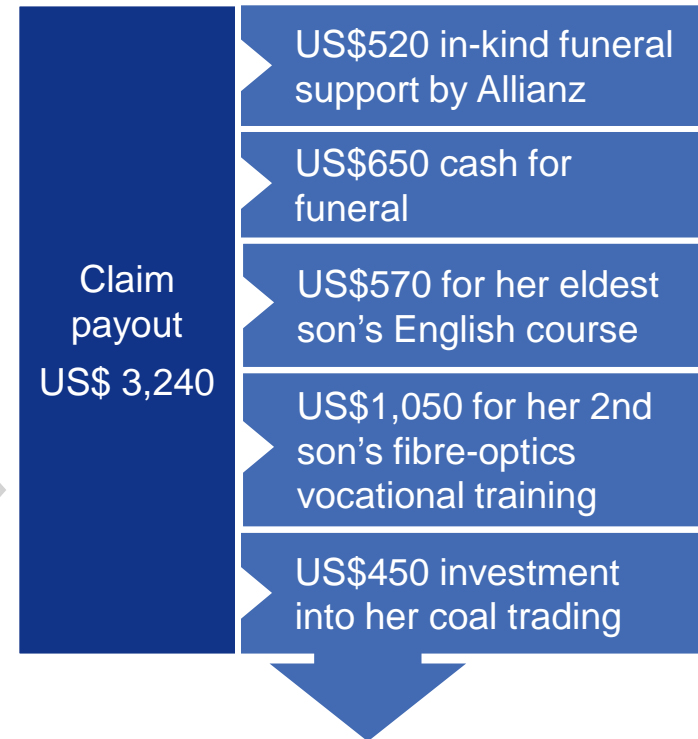 Claim
payout
US$ 3,240
US$520 in-kind funeral
support by Allianz
US$650 cash for
funeral
US$570 for her eldest
son's English course
US$1,050 for her 2nd
son's fibre-optics
vocational training
US$450 investment
into her coal trading